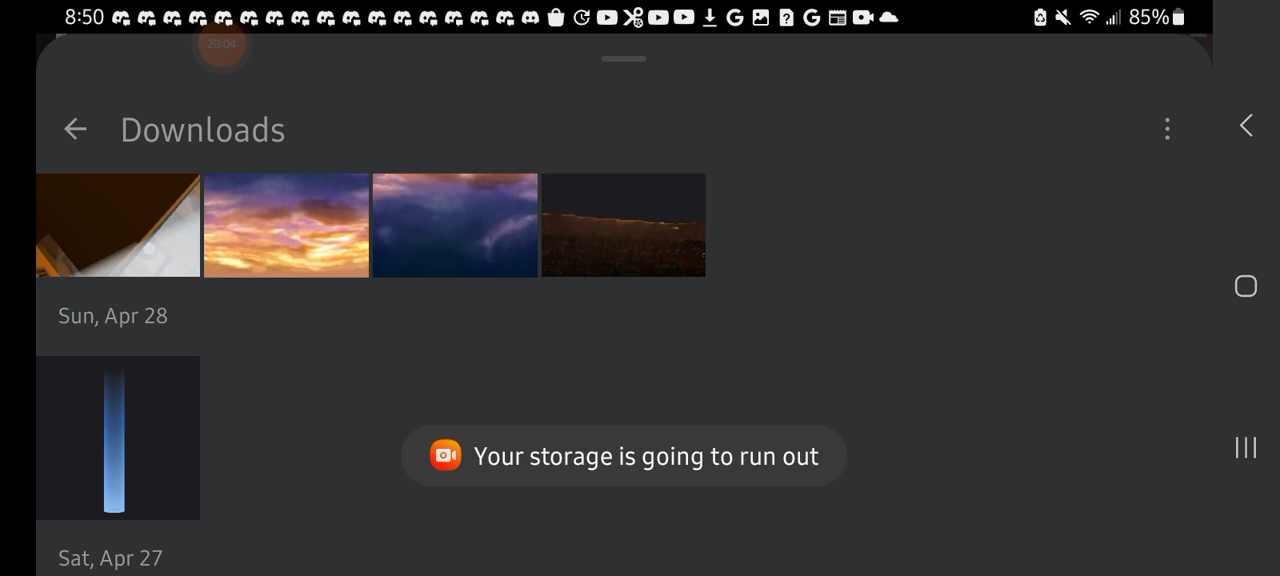 8:50
85%
20:04
Downloads
Sun, Apr 28
Your storage is going to run out
Sat, Apr 27